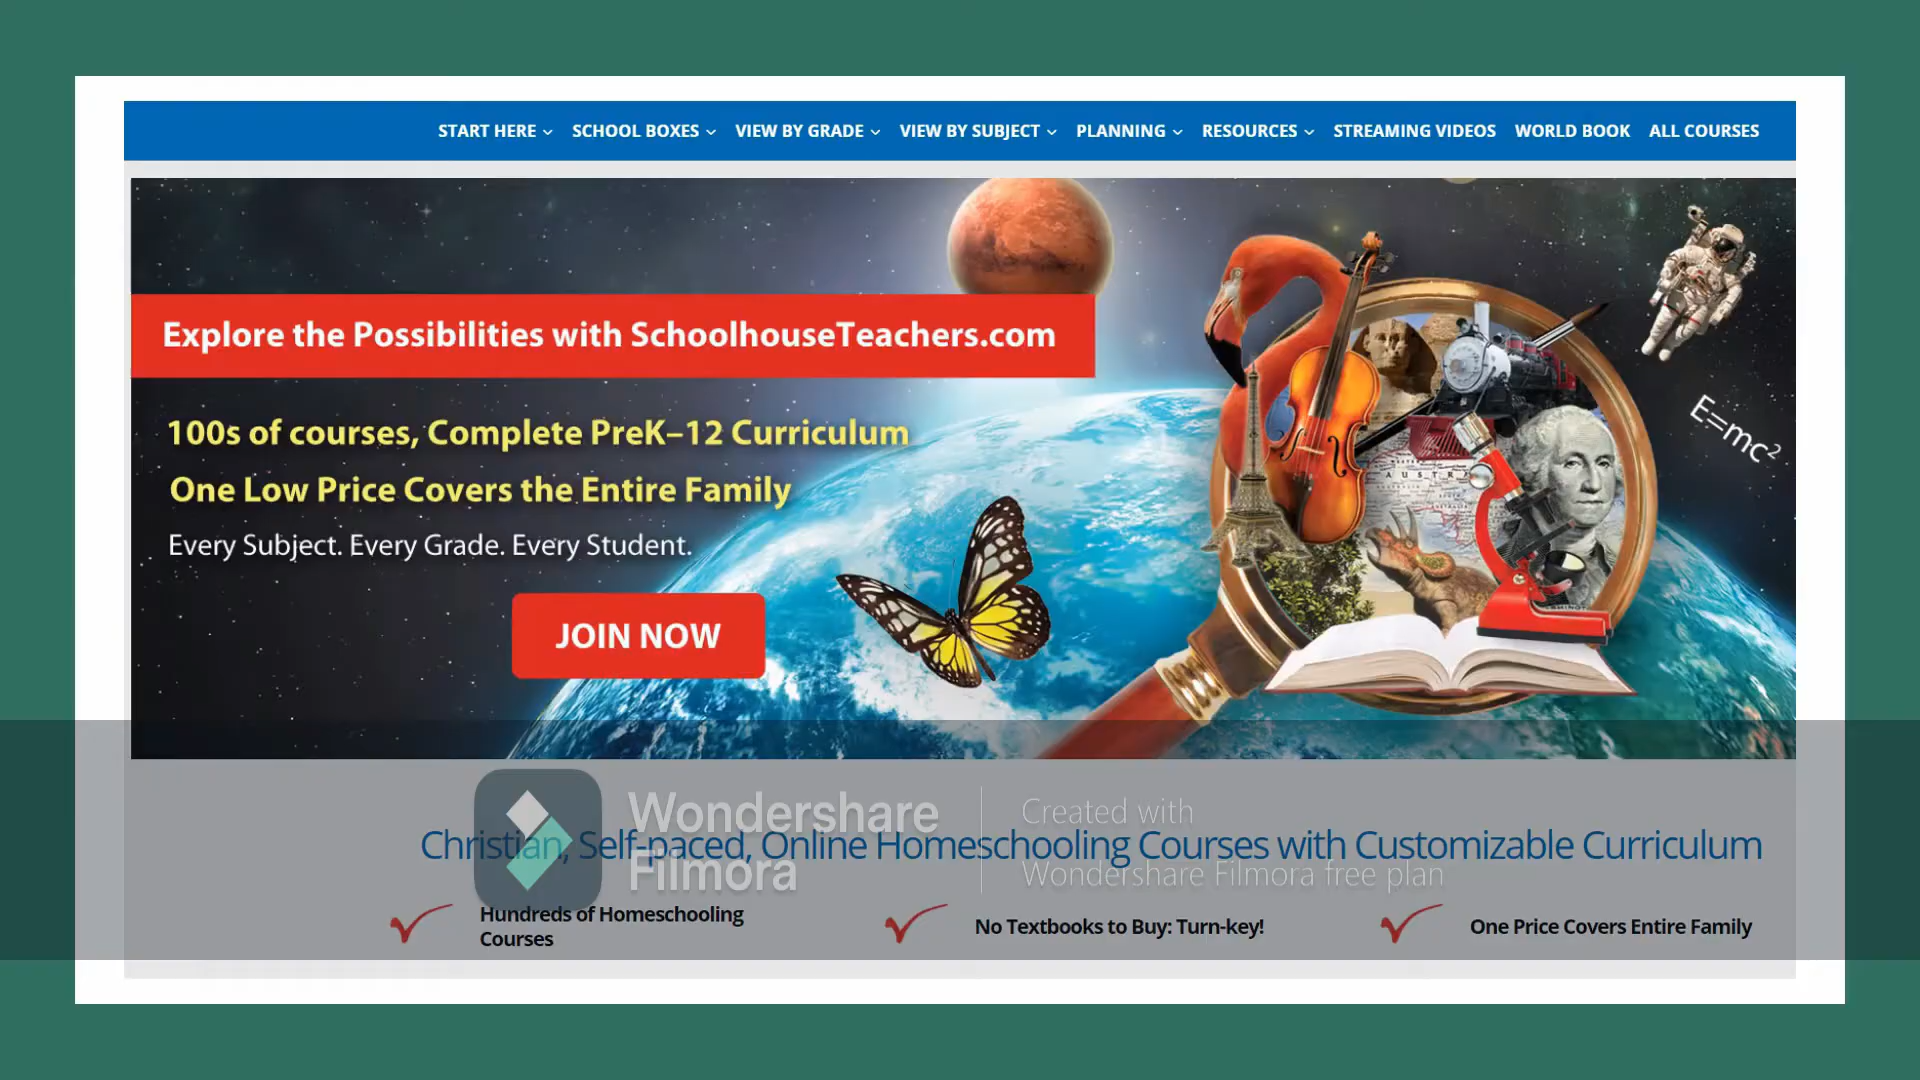 START HERE SCHOOL BOXES VIEW BY GRADE VIEW BY SUBJECT PLANNING RESOURCES STREAMING VIDEOS WORLD BOOK ALL COURSES
Explore the Possibilities with SchoolhouseTeachers.com
100s of courses, Complete PreK–12 Curriculum
One Low Price Covers the Entire Family
Every Subject. Every Grade. Every Student.
JOIN NOW
E=mc²
AUSTRA
Wondershare
Filmora
Created with
Wondershare Filmora free plan
Christian, Self-paced, Online Homeschooling Courses with Customizable Curriculum
Hundreds of Homeschooling
Courses
No Textbooks to Buy: Turn-key!
One Price Covers Entire Family